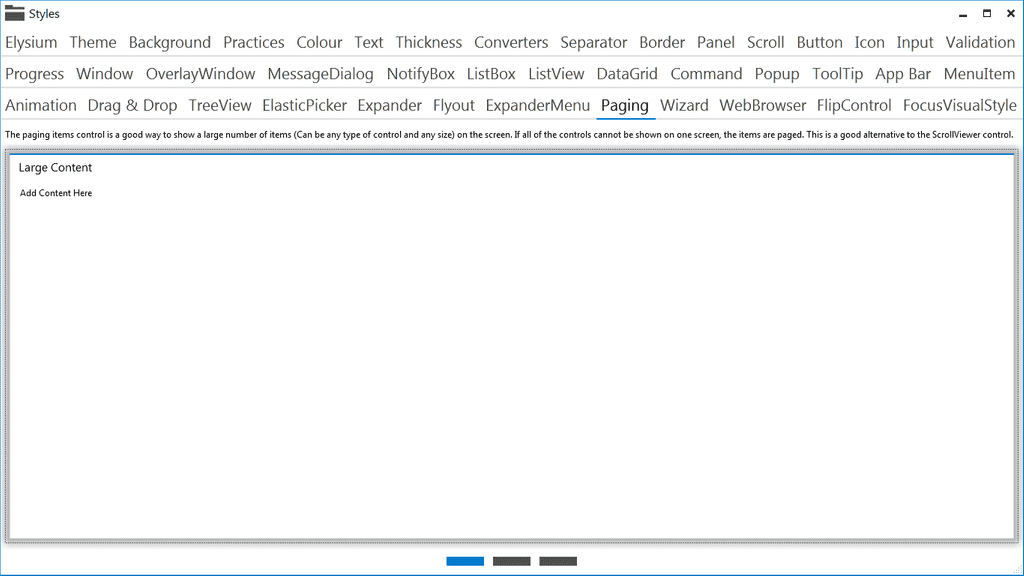 Styles
Elysium Theme Background Practices Colour Text Thickness Converters Separator Border Panel Scroll Button Icon Input Validation
Progress Window OverlayWindow MessageDialog NotifyBox ListBox ListView DataGrid Command Popup ToolTip App Bar MenuItem
Animation Drag & Drop TreeView ElasticPicker Expander Flyout ExpanderMenu Paging Wizard WebBrowser FlipControl FocusVisualStyle
The paging items control is a good way to show a large number of items (Can be any type of control and any size) on the screen. If all of the controls cannot be shown on one screen, the items are paged. This is a good alternative to the ScrollViewer control.
Large Content
Add Content Here